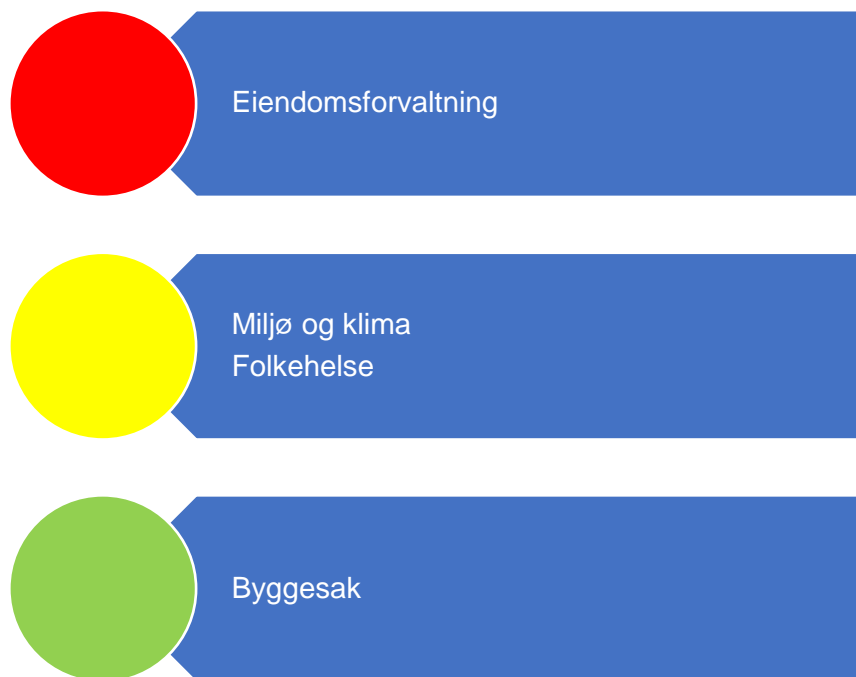 Eiendomsforvaltning
Miljø og klima
Folkehelse
Byggesak